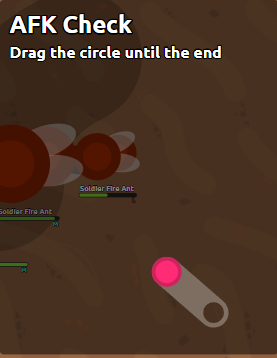 AFK Check
Drag the circle until the end
Soldier Fire Ant
Soldier Fire Ant